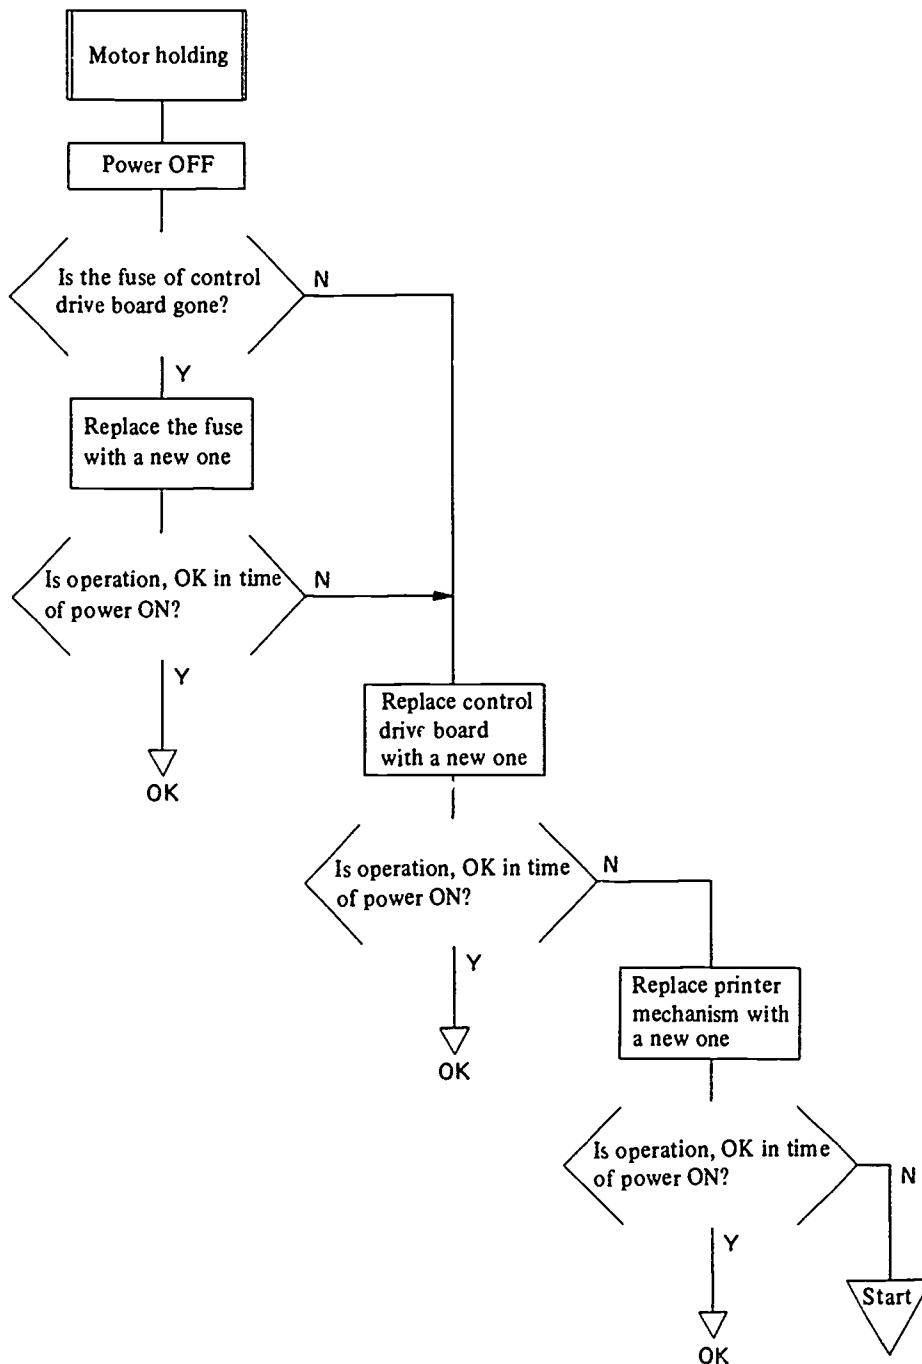 Motor holding
Power OFF
Is the fuse of control
drive board gone?
N
Y
Replace the fuse
with a new one
Is operation, OK in time
of power ON?
N
Y
OK
Replace control
drive board
with a new one
Is operation, OK in time
of power ON?
N
Y
OK
Replace printer
mechanism with
a new one
Is operation, OK in time
of power ON?
N
Y
OK
Start